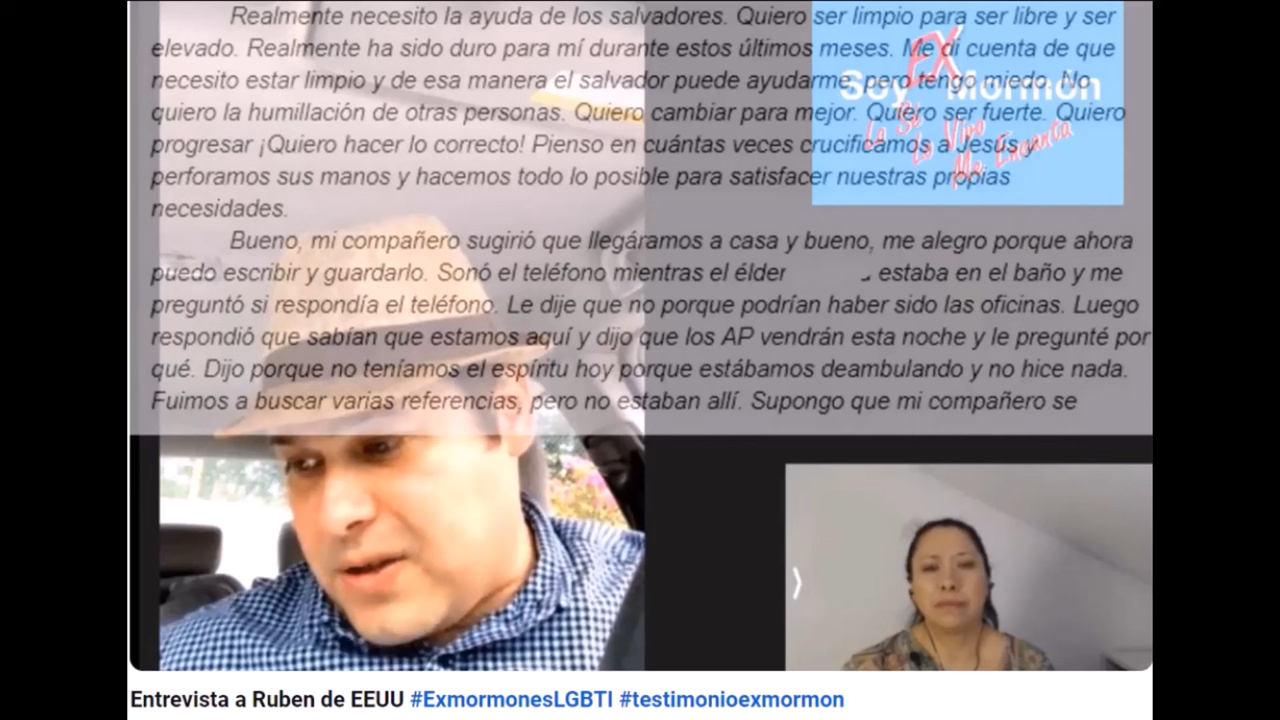 Realmente necesito la ayuda de los salvadores. Quiero ser limpio para ser libre y ser
elevado. Realmente ha sido duro para mí durante estos últimos meses. Me di cuenta de que
necesito estar limpio y de esa manera el salvador puede ayudarme, pero tengo miedo. No
quiero la humillación de otras personas. Quiero cambiar para mejor. Quiero ser fuerte. Quiero
progresar ¡Quiero hacer lo correcto! Pienso en cuántas veces crucificamos a Jesús y
perforamos sus manos y hacemos todo lo posible para satisfacer nuestras propias
necesidades.
Bueno, mi compañero sugirió que llegáramos a casa y bueno, me alegro porque ahora
puedo escribir y guardarlo. Sonó el teléfono mientras el élder estaba en el baño y me
preguntó si respondía el teléfono. Le dije que no porque podrían haber sido las oficinas. Luego
respondió que sabían que estamos aquí y dijo que los AP vendrán esta noche y le pregunté por
qué. Dijo porque no teníamos el espíritu hoy porque estábamos deambulando y no hice nada.
Fuimos a buscar varias referencias, pero no estaban allí. Supongo que mi compañero se
Soy EX Mormón
Lo Sé
Lo Vivo
Me Encanta
Entrevista a Ruben de EEUU #ExmormonesLGBTI #testimonioexmormon